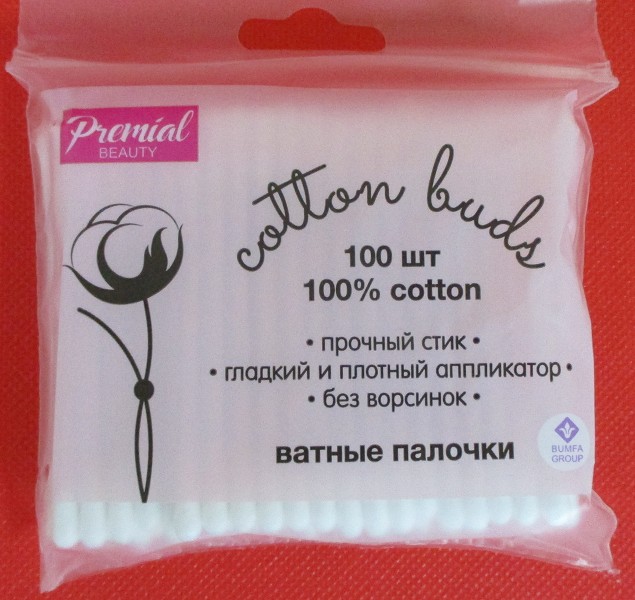 Premial
BEAUTY
cotton buds
100 шт
100% cotton
• прочный стик •
• гладкий и плотный аппликатор •
• без ворсинок •
ватные палочки
BUMFA
GROUP